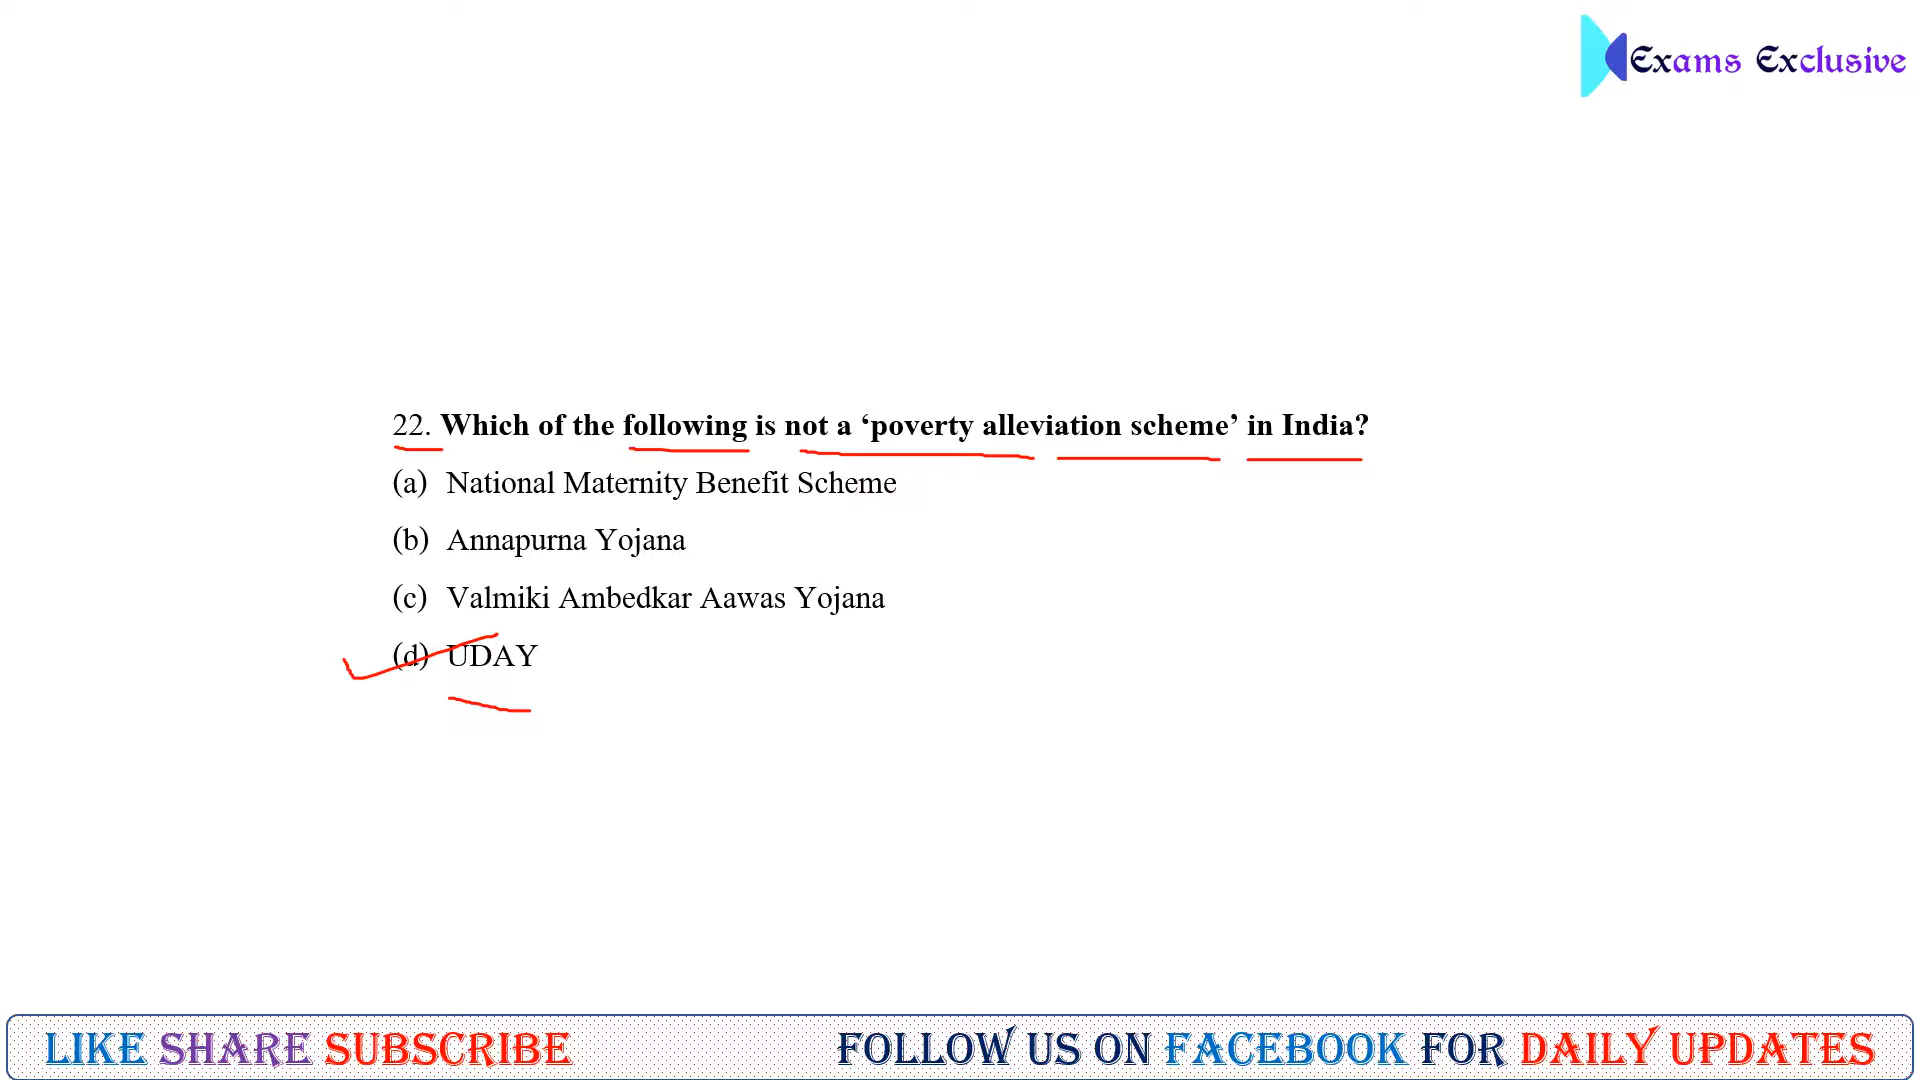 Exams Exclusive
22. Which of the following is not a ‘poverty alleviation scheme’ in India?
(a) National Maternity Benefit Scheme
(b) Annapurna Yojana
(c) Valmiki Ambedkar Aawas Yojana
(d) UDAY
LIKE SHARE SUBSCRIBE FOLLOW US ON FACEBOOK FOR DAILY UPDATES